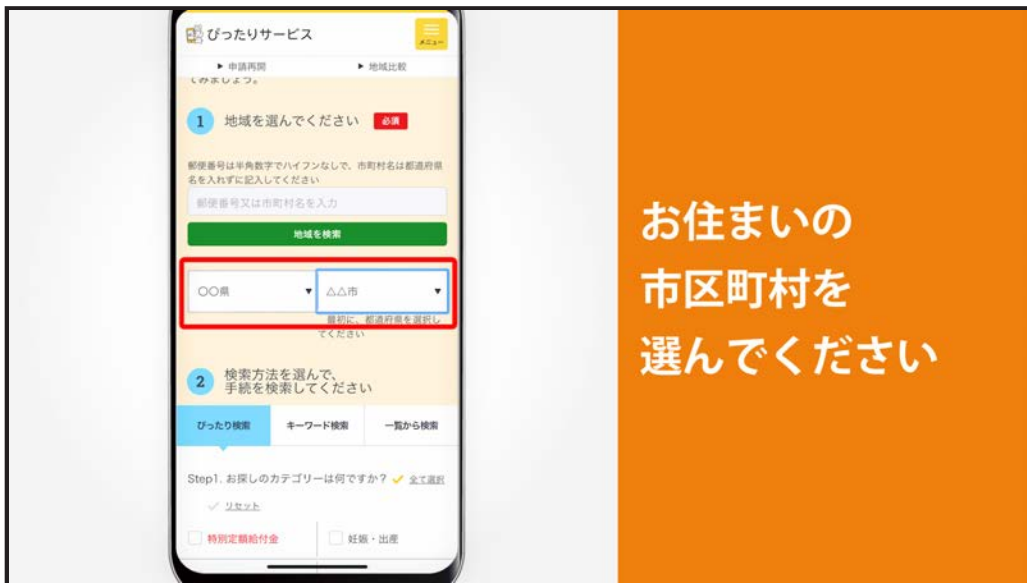 ぴったりサービス
メニュー
▶ 申請再開 ▶ 地域比較
てみましょう。
1 地域を選んでください 必須
郵便番号は半角数字でハイフンなしで、市町村名は都道府県
名を入れずに記入してください
郵便番号又は市町村名を入力
地域を検索
〇〇県 ▼ △△市 ▼
最初に、都道府県を選択し
てください
2 検索方法を選んで、
手続を検索してください
ぴったり検索 キーワード検索 一覧から検索
Step1. お探しのカテゴリーは何ですか? ✓ 全て選択
✓ リセット
特別定額給付金 妊娠・出産
お住まいの
市区町村を
選んでください